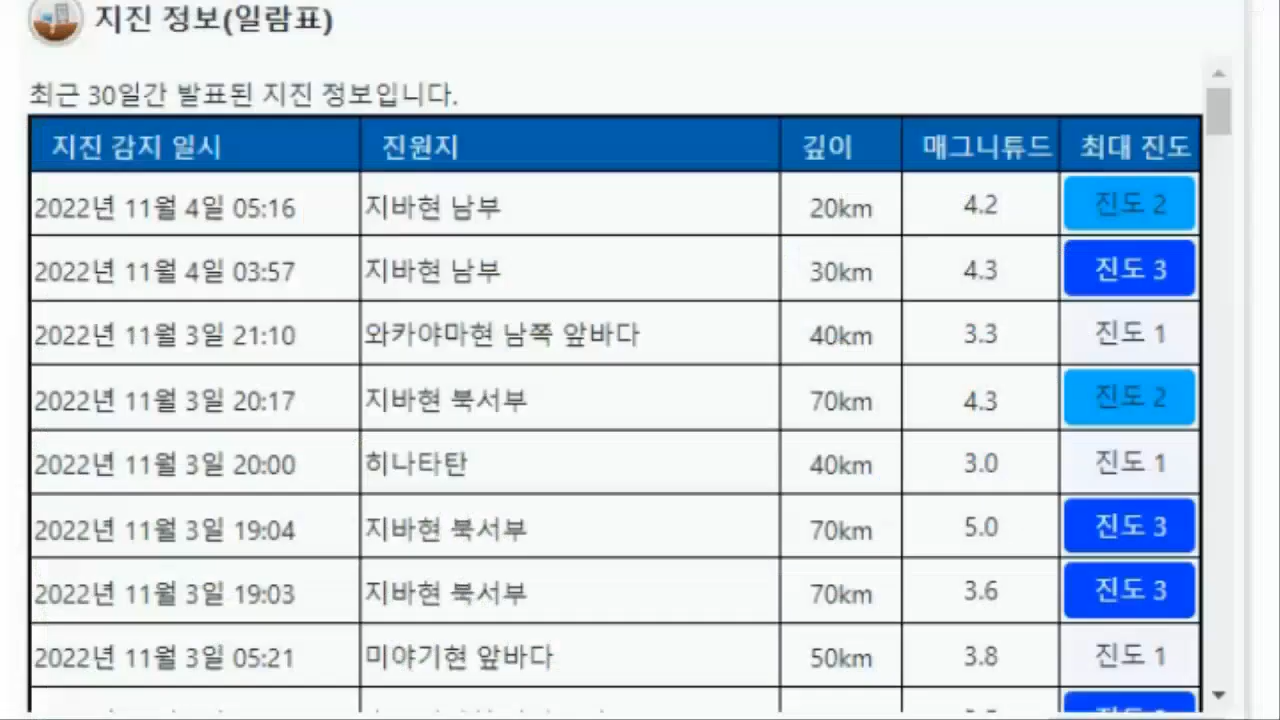 지진 정보(일람표)
최근 30일간 발표된 지진 정보입니다.
지진 감지 일시 진원지 깊이 매그니튜드 최대 진도
2022년 11월 4일 05:16 지바현 남부 20km 4.2 진도 2
2022년 11월 4일 03:57 지바현 남부 30km 4.3 진도 3
2022년 11월 3일 21:10 와카야마현 남쪽 앞바다 40km 3.3 진도 1
2022년 11월 3일 20:17 지바현 북서부 70km 4.3 진도 2
2022년 11월 3일 20:00 히나타탄 40km 3.0 진도 1
2022년 11월 3일 19:04 지바현 북서부 70km 5.0 진도 3
2022년 11월 3일 19:03 지바현 북서부 70km 3.6 진도 3
2022년 11월 3일 05:21 미야기현 앞바다 50km 3.8 진도 1